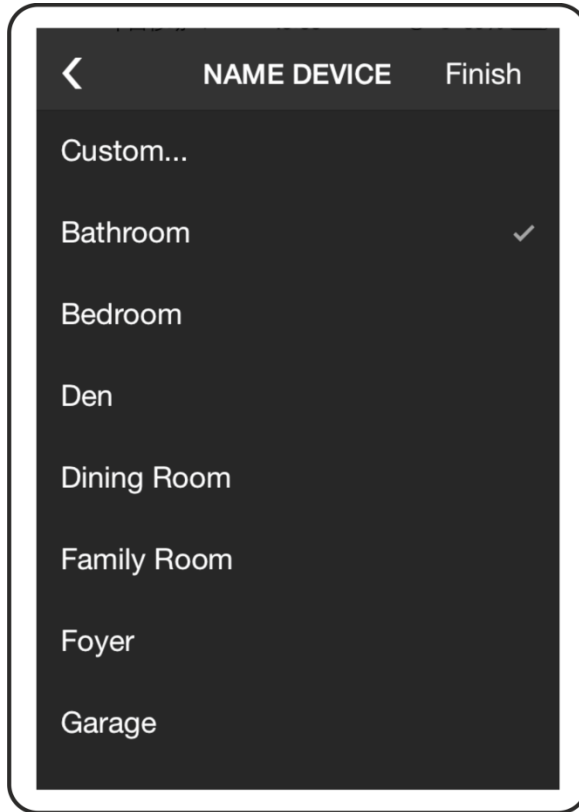 NAME DEVICE Finish
Custom...
Bathroom
Bedroom
Den
Dining Room
Family Room
Foyer
Garage